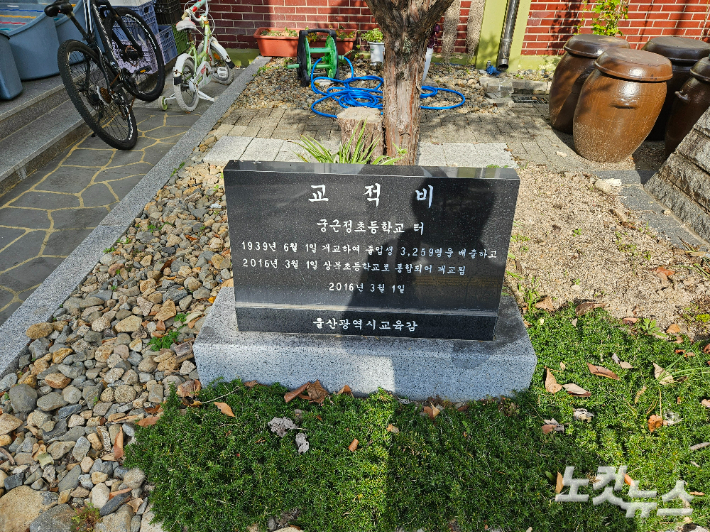 교 적 비
궁근정초등학교 터
1939년 6월 1일 개교하여 졸업생 3,259명을 배출하고
2016년 3월 1일 상북초등학교로 통합되어 폐교됨
2016년 3월 1일
울산광역시교육감
노컷뉴스